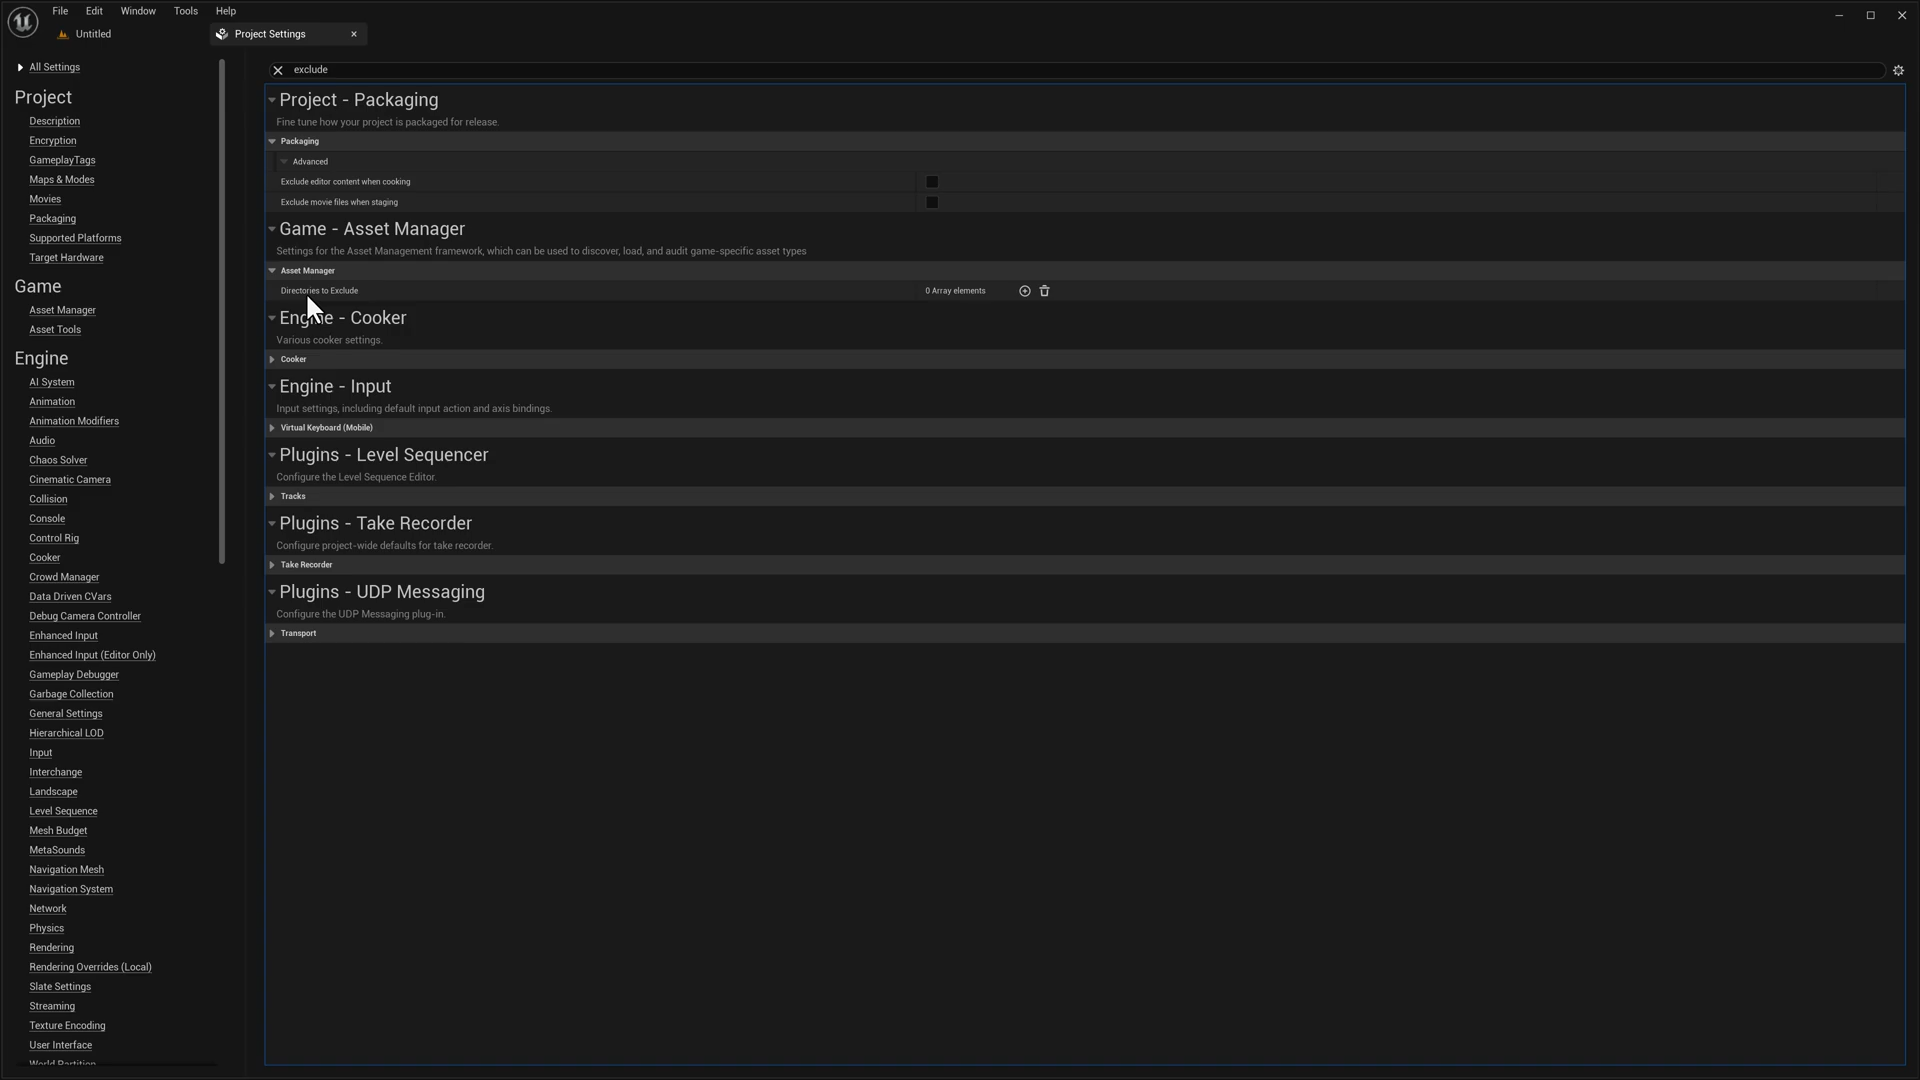 File Edit Window Tools Help
Untitled
Project Settings
All Settings
Project
Description
Encryption
GameplayTags
Maps & Modes
Movies
Packaging
Supported Platforms
Target Hardware
Game
Asset Manager
Asset Tools
Engine
AI System
Animation
Animation Modifiers
Audio
Chaos Solver
Cinematic Camera
Collision
Console
Control Rig
Cooker
Crowd Manager
Data Driven CVars
Debug Camera Controller
Enhanced Input
Enhanced Input (Editor Only)
Gameplay Debugger
Garbage Collection
General Settings
Hierarchical LOD
Input
Interchange
Landscape
Level Sequence
Mesh Budget
MetaSounds
Navigation Mesh
Navigation System
Network
Physics
Rendering
Rendering Overrides (Local)
Slate Settings
Streaming
Texture Encoding
User Interface
World Partition
exclude
Project - Packaging
Fine tune how your project is packaged for release.
Packaging
Advanced
Exclude editor content when cooking
Exclude movie files when staging
Game - Asset Manager
Settings for the Asset Management framework, which can be used to discover, load, and audit game-specific asset types
Asset Manager
Directories to Exclude 0 Array elements
Engine - Cooker
Various cooker settings.
Cooker
Engine - Input
Input settings, including default input action and axis bindings.
Virtual Keyboard (Mobile)
Plugins - Level Sequencer
Configure the Level Sequence Editor.
Tracks
Plugins - Take Recorder
Configure project-wide defaults for take recorder.
Take Recorder
Plugins - UDP Messaging
Configure the UDP Messaging plug-in.
Transport